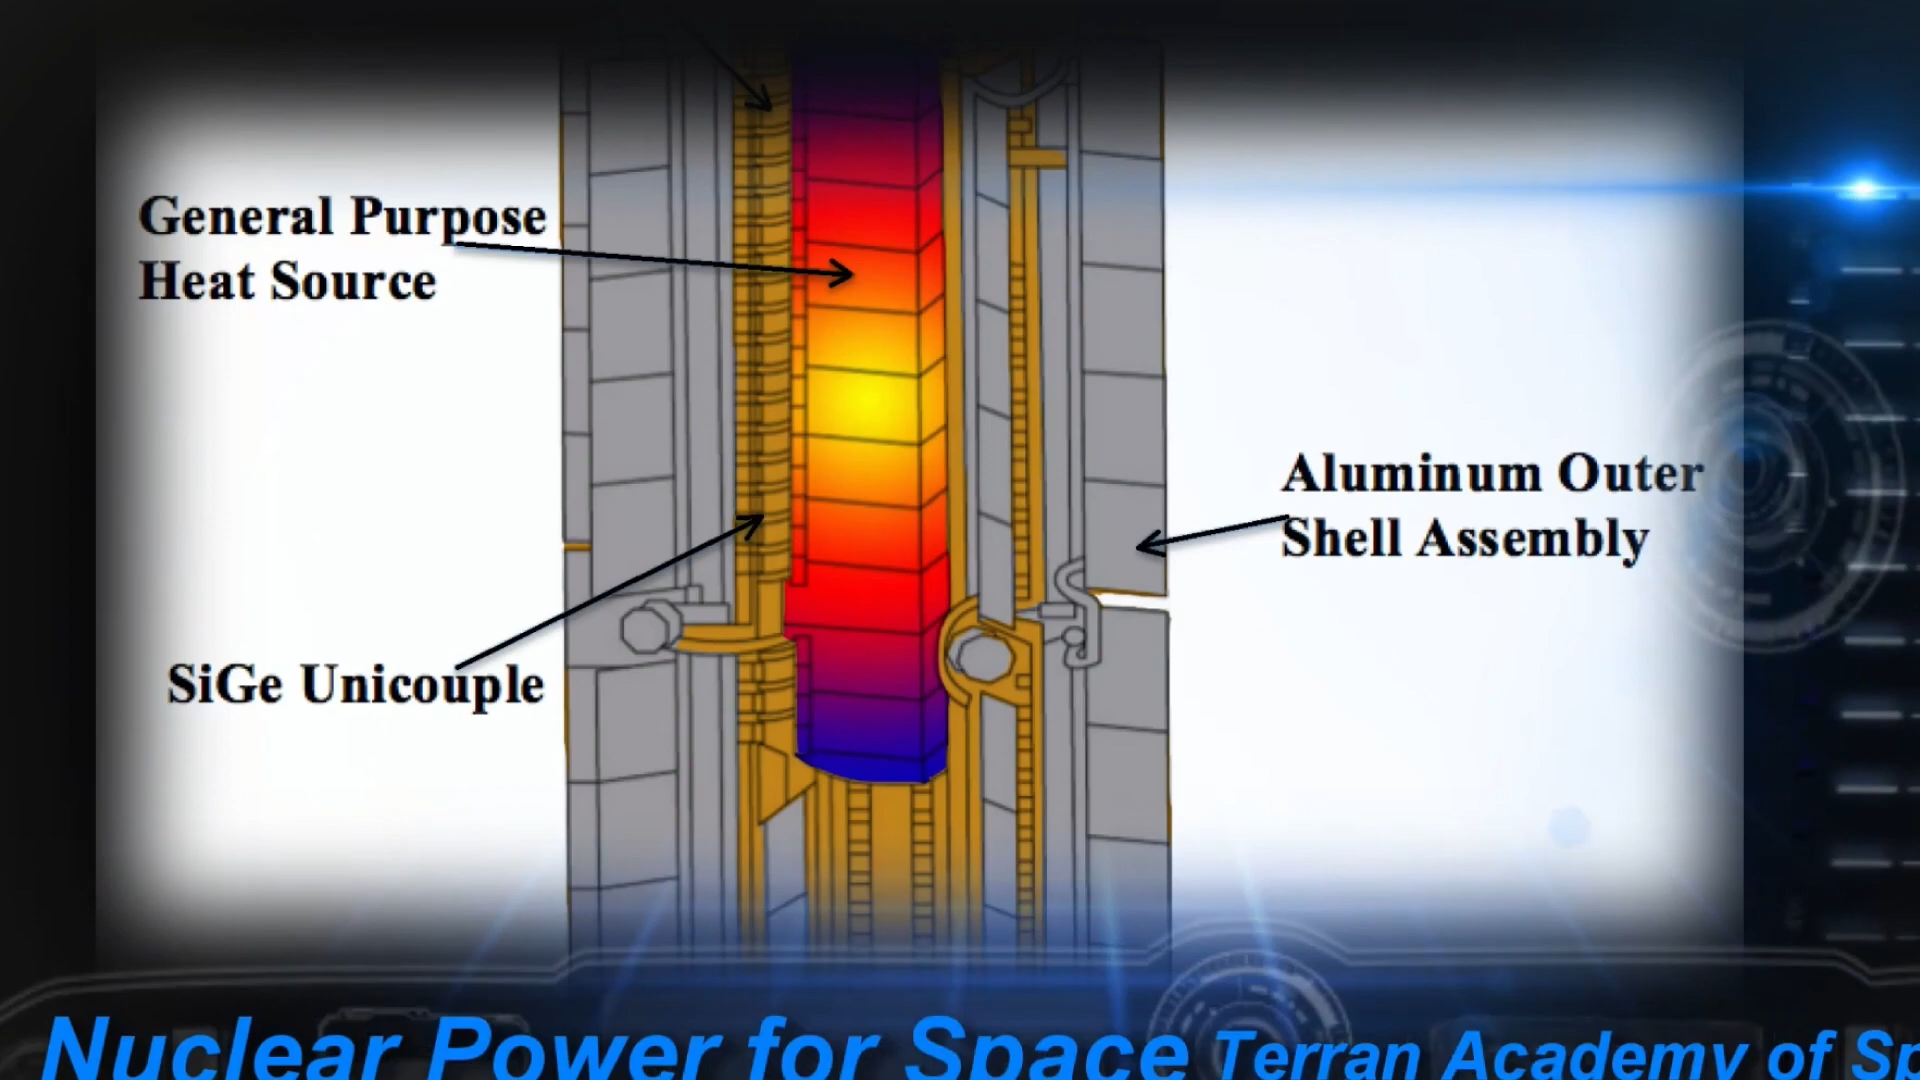 General Purpose
Heat Source
Aluminum Outer
Shell Assembly
SiGe Unicouple
Nuclear Power for Space Terran Academy of